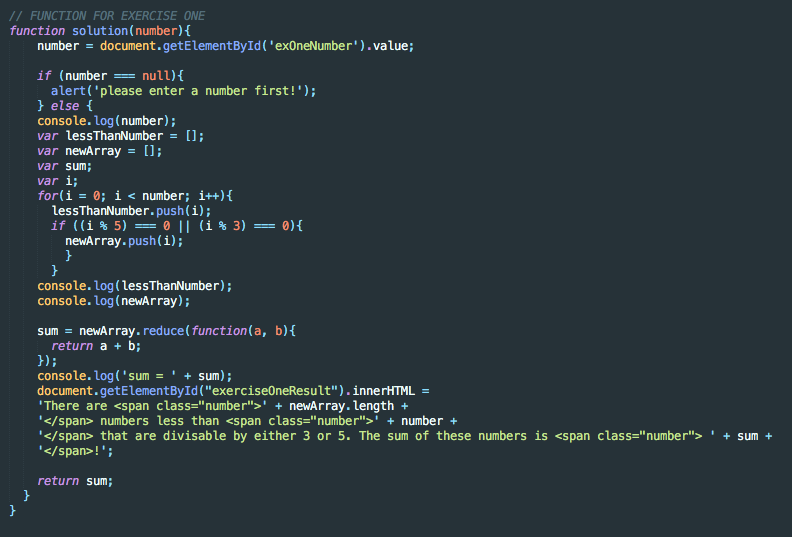 // FUNCTION FOR EXERCISE ONE
function solution(number){
number = document.getElementById('exOneNumber').value;
if (number === null){
alert('please enter a number first!');
} else {
console.log(number);
var lessThanNumber = [];
var newArray = [];
var sum;
var i;
for(i = 0; i < number; i++){
lessThanNumber.push(i);
if ((i % 5) === 0 || (i % 3) === 0){
newArray.push(i);
}
}
console.log(lessThanNumber);
console.log(newArray);
sum = newArray.reduce(function(a, b){
return a + b;
});
console.log('sum = ' + sum);
document.getElementById("exerciseOneResult").innerHTML =
'There are <span class="number">' + newArray.length +
'</span> numbers less than <span class="number">' + number +
'</span> that are divisable by either 3 or 5. The sum of these numbers is <span class="number"> ' + sum +
'</span>!';
return sum;
}
}